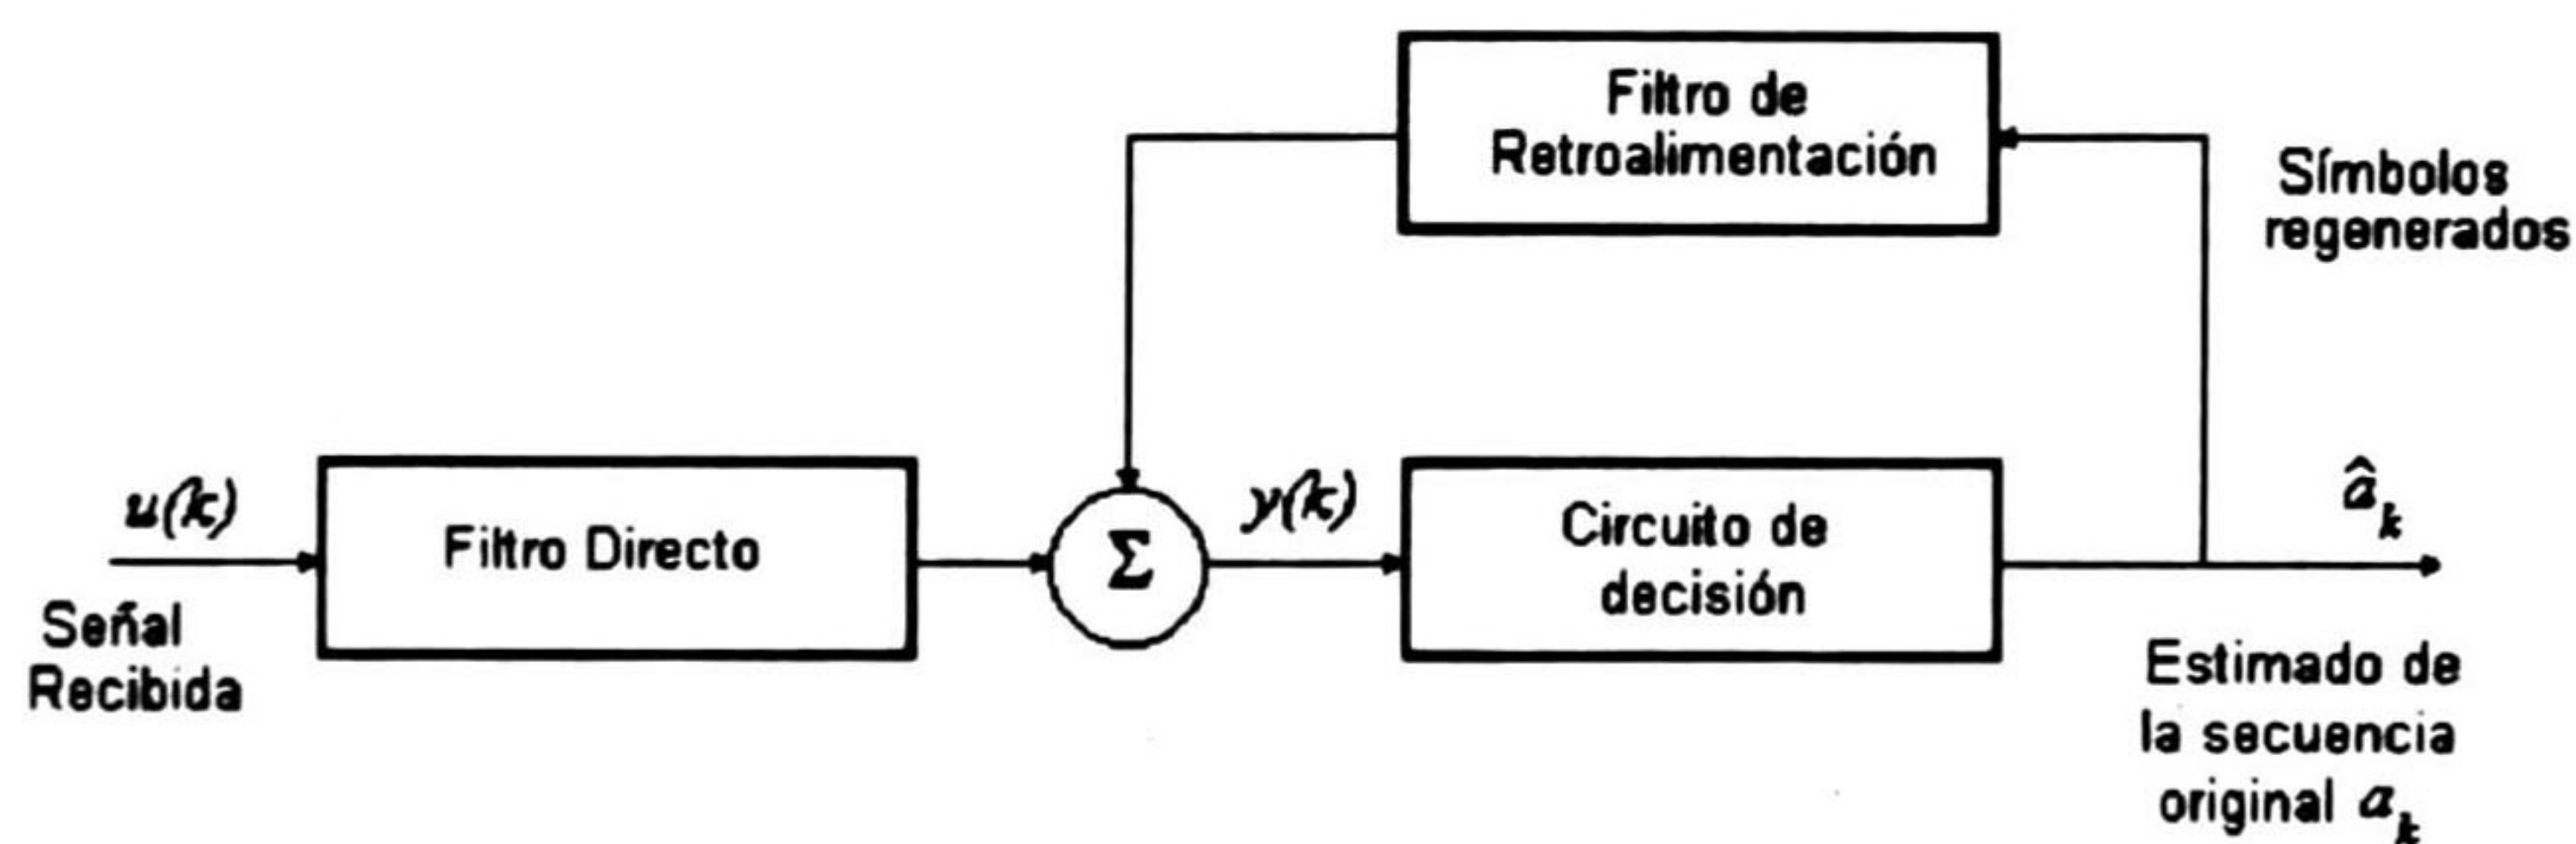 Filtro de
Retroalimentación
Símbolos
regenerados
u(k)
Filtro Directo
Σ
y(k)
Circuito de
decisión
â_k
Señal
Recibida
Estimado de
la secuencia
original a_k